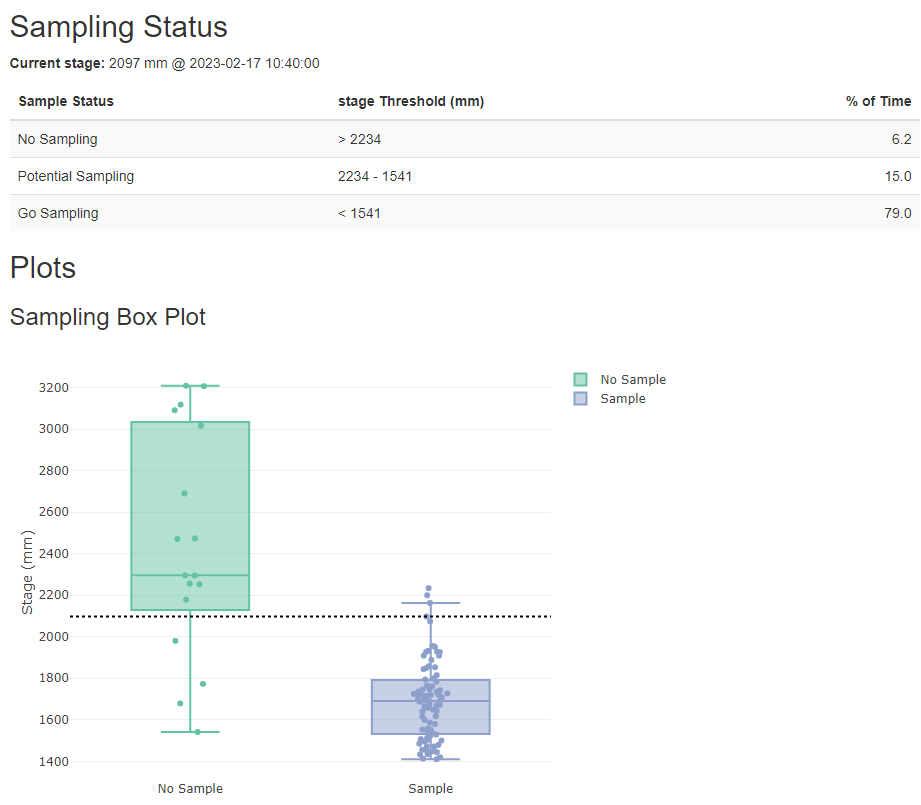 Sampling Status
Current stage: 2097 mm @ 2023-02-17 10:40:00
Sample Status stage Threshold (mm) % of Time
No Sampling > 2234 6.2
Potential Sampling 2234 - 1541 15.0
Go Sampling < 1541 79.0
Plots
Sampling Box Plot
Stage (mm)
3200
3000
2800
2600
2400
2200
2000
1800
1600
1400
No Sample Sample
No Sample
Sample